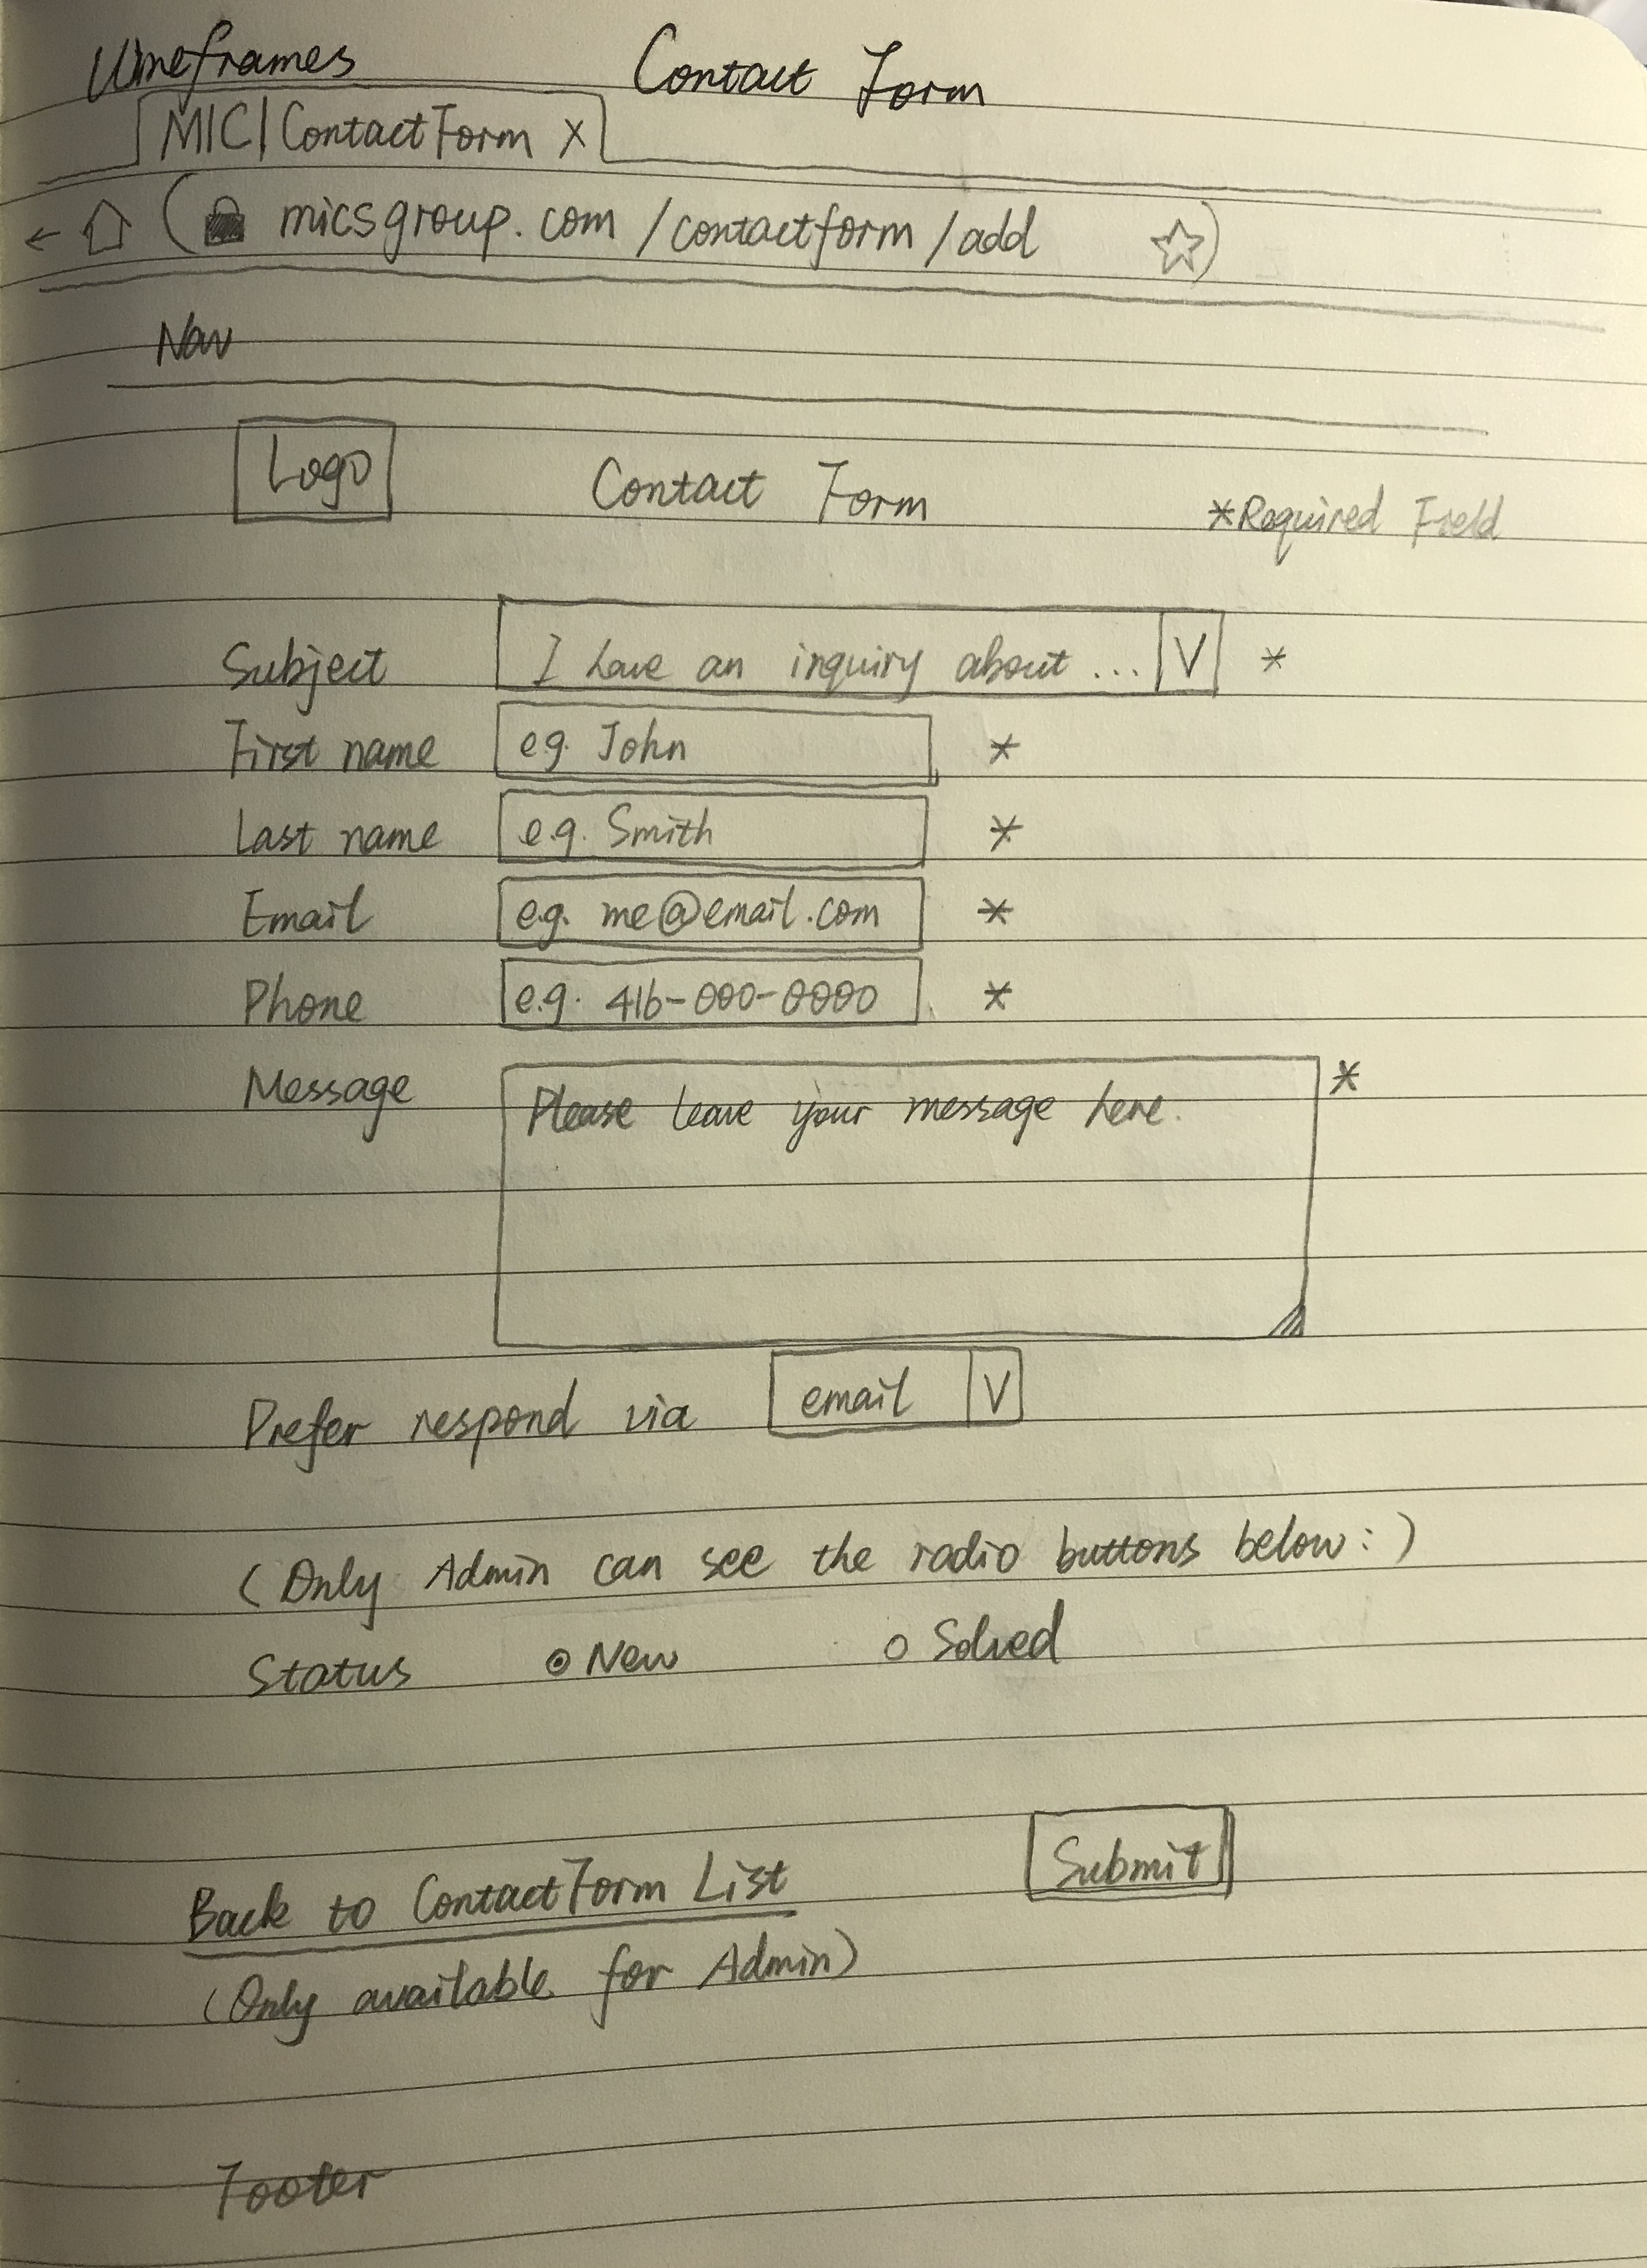 Wireframes Contact Form
MIC|ContactForm X
micsgroup.com/contactform/add
Nav
Logo Contact Form *Required Field
Subject I have an inquiry about ... V *
First name eg. John *
Last name e.g. Smith *
Email e.g. me@email.com *
Phone e.g. 416-000-0000 *
Message Please leave your message here. *
Prefer respond via email V
(Only Admin can see the radio buttons below:)
Status New Solved
Submit
Back to ContactForm List
(Only available for Admin)
Footer